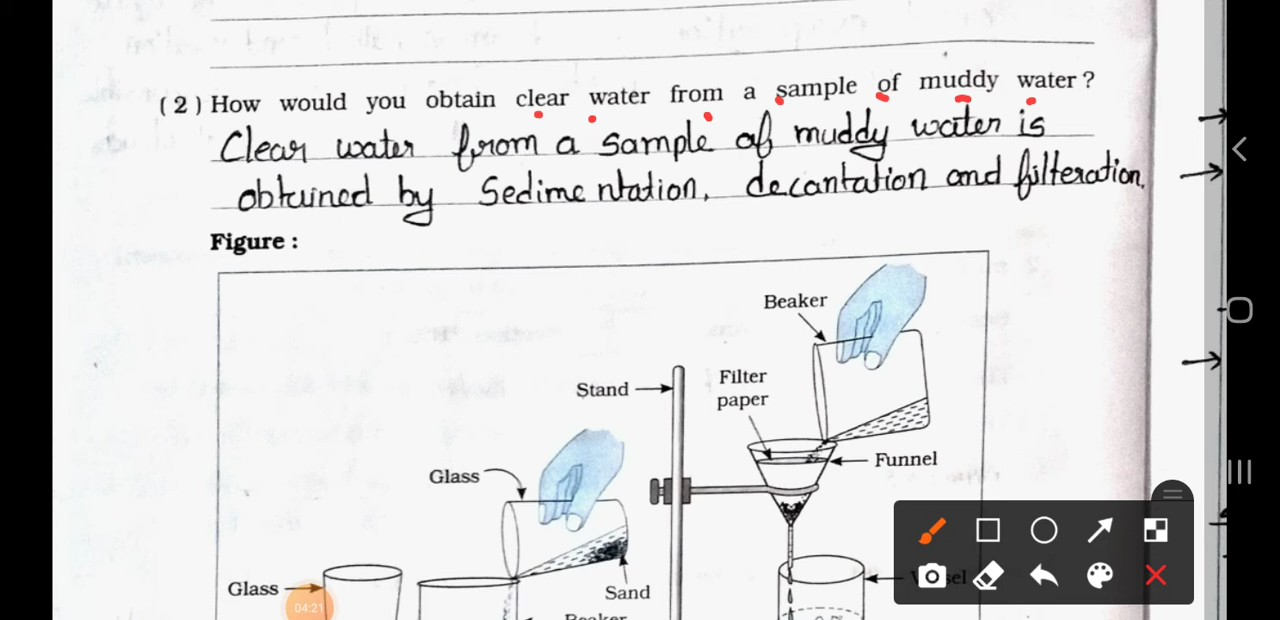 (2) How would you obtain clear water from a sample of muddy water?
Clear water from a sample of muddy water is
obtained by Sedimentation, decantation and filteration.
Figure :
Beaker
Filter
paper
Stand
Funnel
Glass
Glass
Sand
04:21